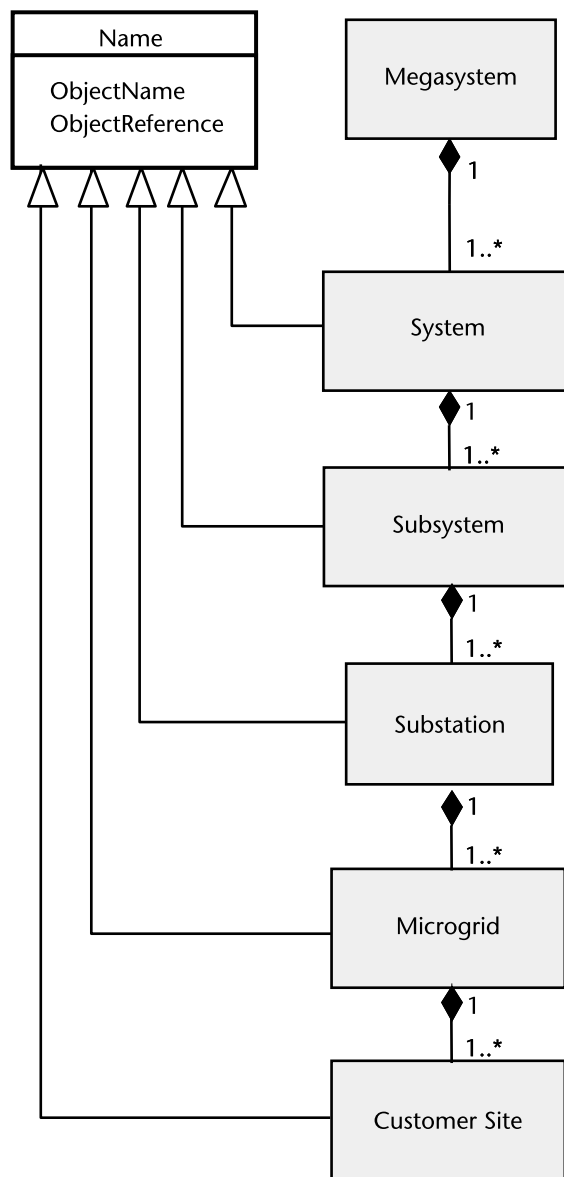 Name
ObjectName
ObjectReference
Megasystem
1
1..*
System
1
1..*
Subsystem
1
1..*
Substation
1
1..*
Microgrid
1
1..*
Customer Site